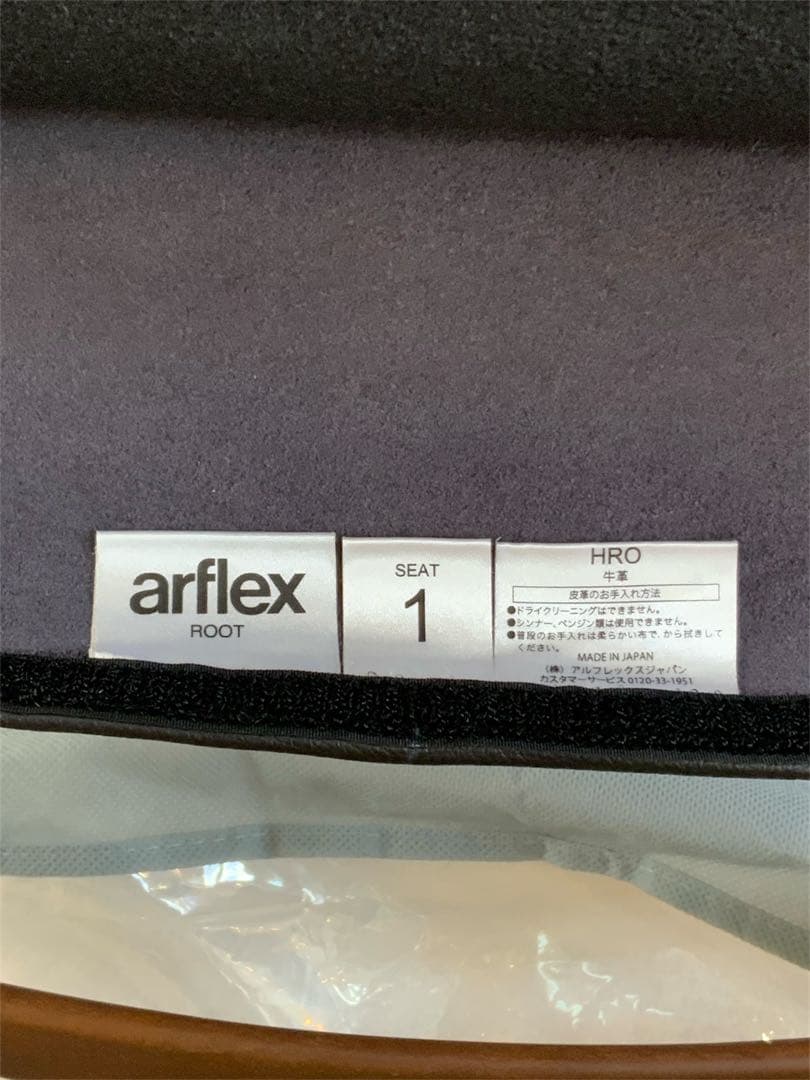 arflex
ROOT
SEAT
1
HRO
牛革
皮革のお手入れ方法
●ドライクリーニングはできません。
●シンナー、ベンジン類は使用できません。
●普段のお手入れは柔らかい布で、から拭きして
ください。
MADE IN JAPAN
(株) アルフレックスジャパン
カスタマーサービス 0120-33-1951